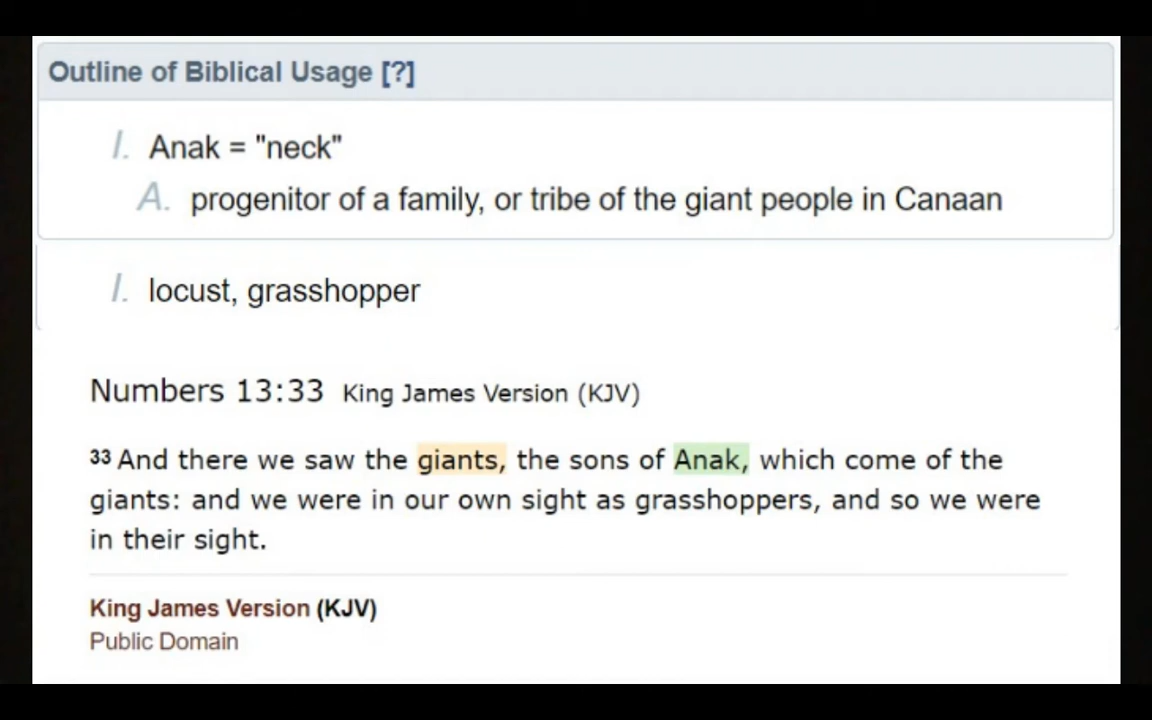 Outline of Biblical Usage [?]
I. Anak = "neck"
A. progenitor of a family, or tribe of the giant people in Canaan
I. locust, grasshopper
Numbers 13:33 King James Version (KJV)
33 And there we saw the giants, the sons of Anak, which come of the
giants: and we were in our own sight as grasshoppers, and so we were
in their sight.
King James Version (KJV)
Public Domain